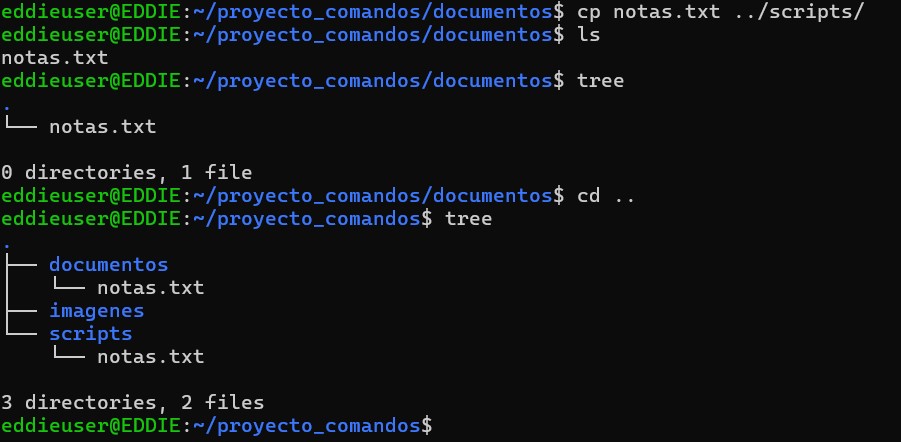 eddieuser@EDDIE:~/proyecto_comandos/documentos$ cp notas.txt ../scripts/
eddieuser@EDDIE:~/proyecto_comandos/documentos$ ls
notas.txt
eddieuser@EDDIE:~/proyecto_comandos/documentos$ tree
.
└── notas.txt
0 directories, 1 file
eddieuser@EDDIE:~/proyecto_comandos/documentos$ cd ..
eddieuser@EDDIE:~/proyecto_comandos$ tree
.
├── documentos
│   └── notas.txt
├── imagenes
└── scripts
    └── notas.txt
3 directories, 2 files
eddieuser@EDDIE:~/proyecto_comandos$